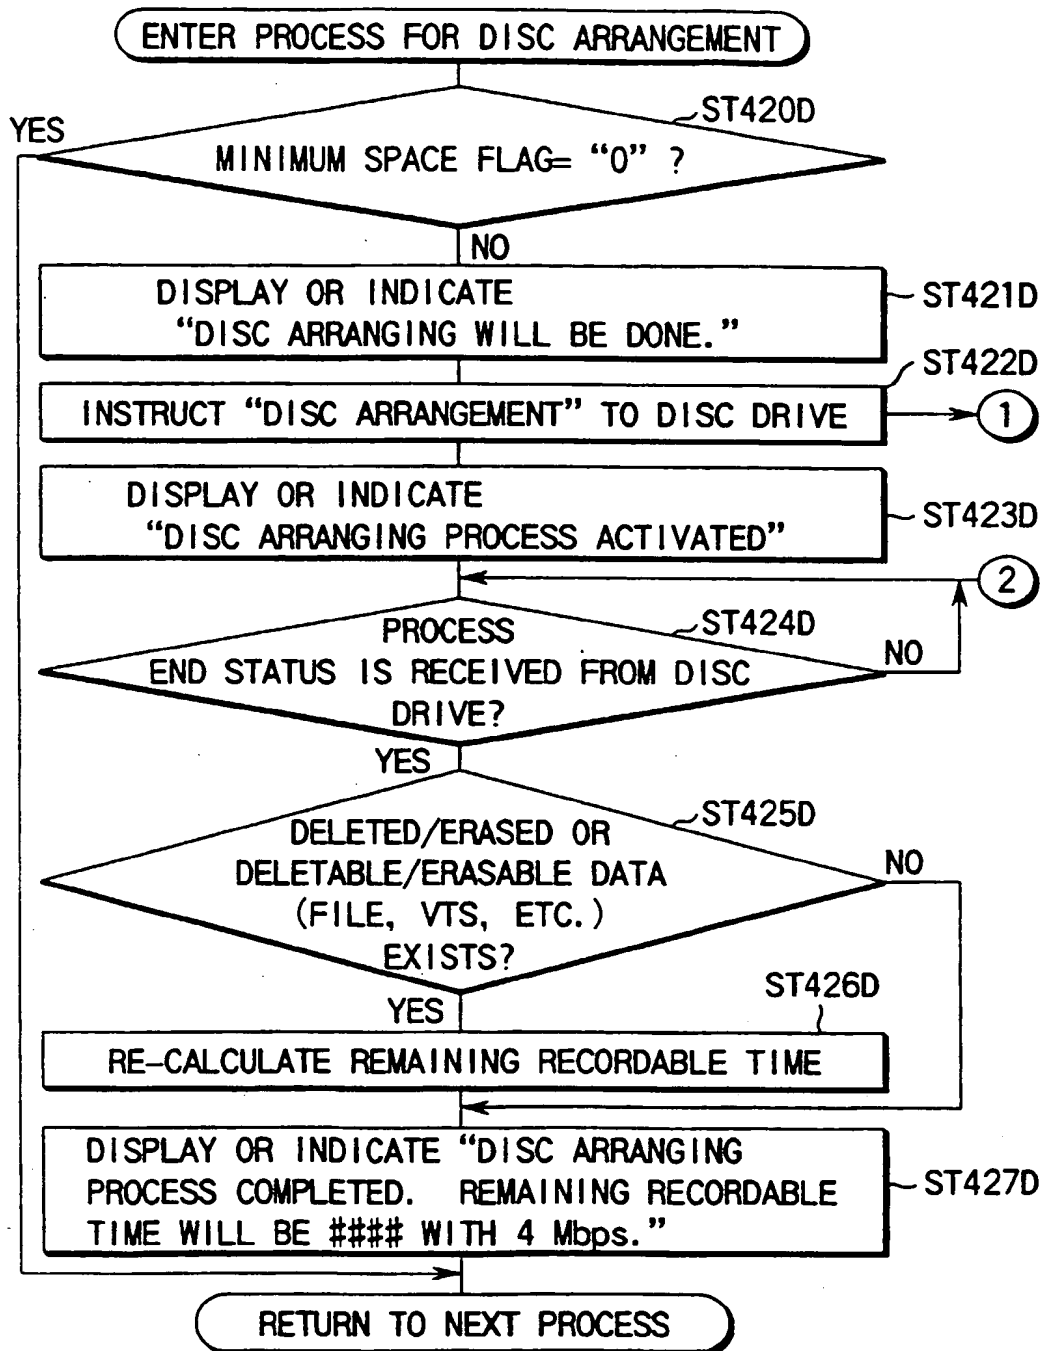 ENTER PROCESS FOR DISC ARRANGEMENT
ST420D
YES
MINIMUM SPACE FLAG= “0” ?
NO
DISPLAY OR INDICATE
“DISC ARRANGING WILL BE DONE.”
ST421D
ST422D
INSTRUCT “DISC ARRANGEMENT” TO DISC DRIVE
1
DISPLAY OR INDICATE
“DISC ARRANGING PROCESS ACTIVATED”
ST423D
2
ST424D
PROCESS
END STATUS IS RECEIVED FROM DISC
DRIVE?
NO
YES
ST425D
DELETED/ERASED OR
DELETABLE/ERASABLE DATA
(FILE, VTS, ETC.)
EXISTS?
NO
YES
ST426D
RE-CALCULATE REMAINING RECORDABLE TIME
DISPLAY OR INDICATE “DISC ARRANGING
PROCESS COMPLETED. REMAINING RECORDABLE
TIME WILL BE #### WITH 4 Mbps.”
ST427D
RETURN TO NEXT PROCESS